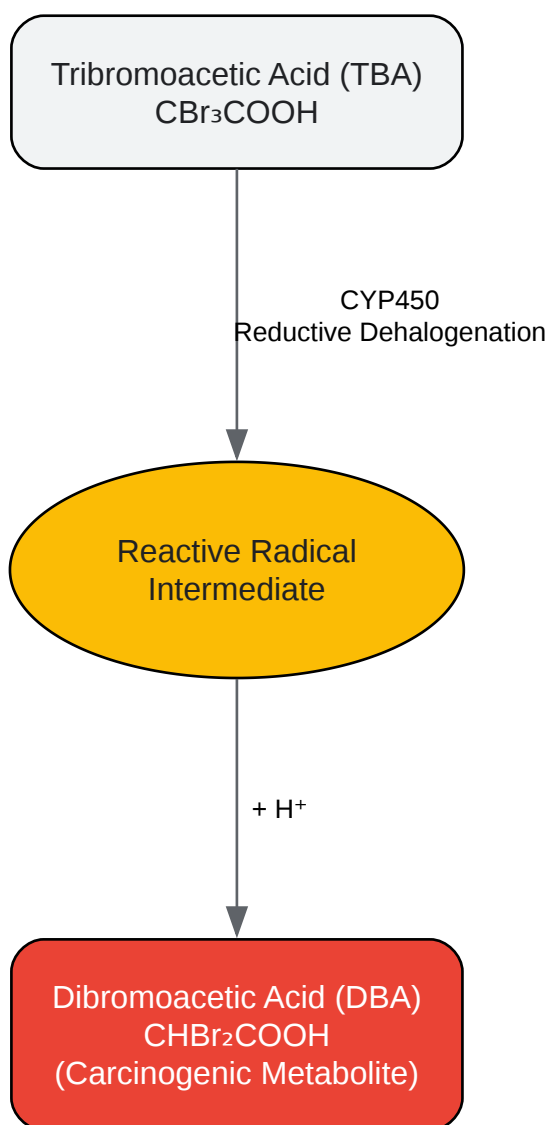 Tribromoacetic Acid (TBA)
CBr₃COOH
CYP450
Reductive Dehalogenation
Reactive Radical
Intermediate
+ H⁺
Dibromoacetic Acid (DBA)
CHBr₂COOH
(Carcinogenic Metabolite)